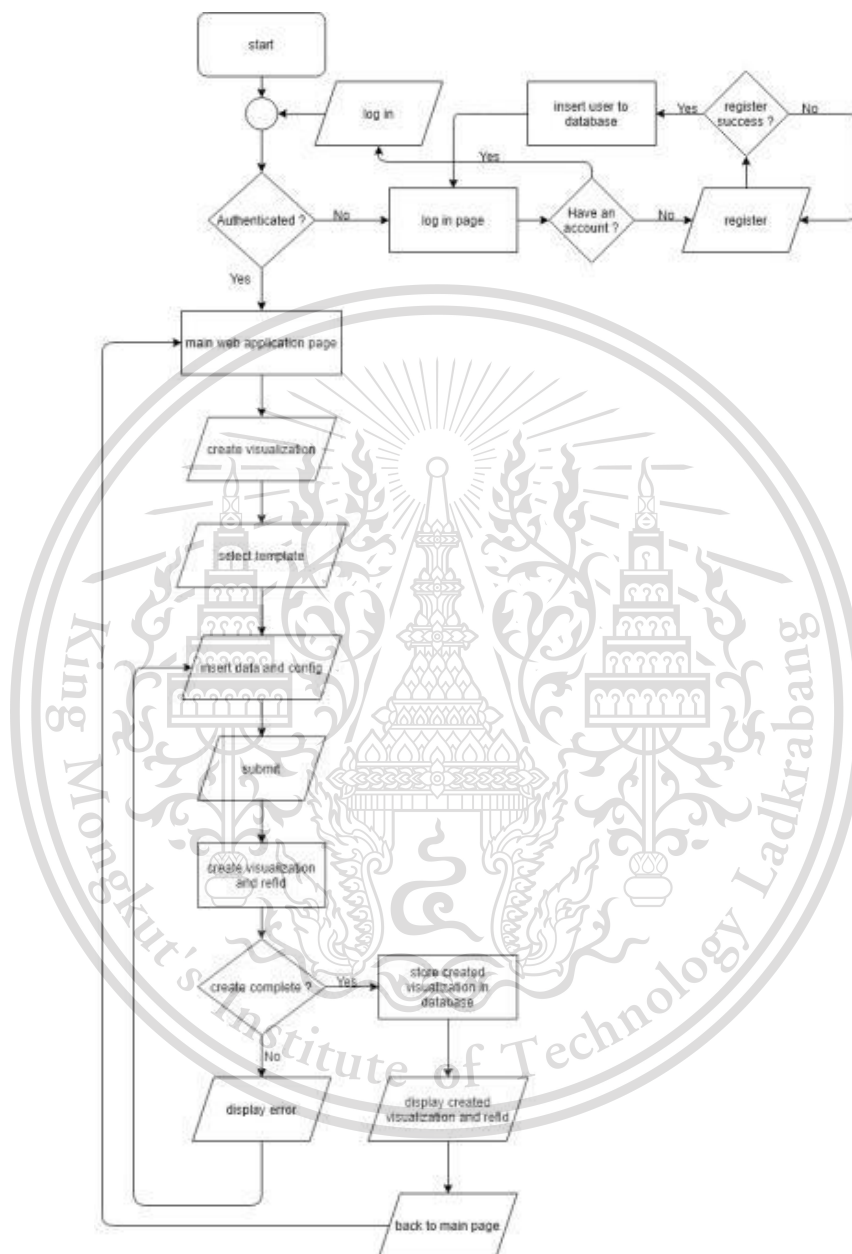 start
log in
insert user to
database
Yes
register
success ?
No
Yes
Authenticated ?
No
log in page
Have an
account ?
No
register
Yes
main web application page
create visualization
select template
insert data and config
submit
create visualization
and refId
create complete ?
Yes
store created
visualization in
database
No
display error
display created
visualization and refId
back to main page
King Mongkut's Institute of Technology Ladkrabang